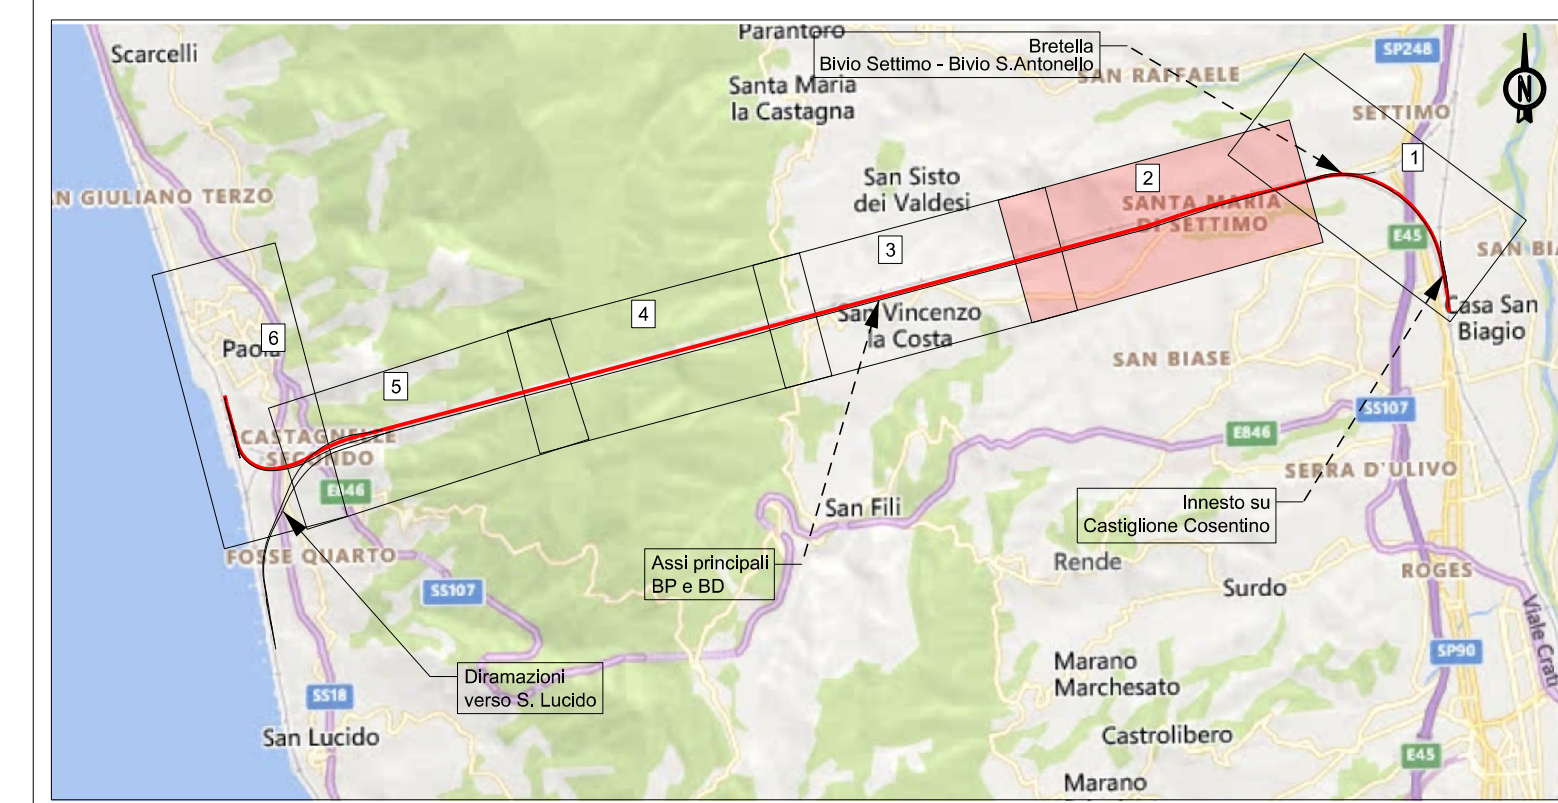 Parantoro
Scarcelli
Bretella
Bivio Settimo - Bivio S.Antonello
SP248
SAN RAFFAELE
Santa Maria
la Castagna
N
SETTIMO
1
San Sisto
dei Valdesi
2
SANTA MARIA
DI SETTIMO
N GIULIANO TERZO
3
E45
SAN BI
4
San Vincenzo
la Costa
Casa San
Biagio
6
Paola
SAN BIASE
5
SS107
E846
CASTAGNELLE
SECONDO
SERRA D'ULIVO
E846
San Fili
Innesto su
Castiglione Cosentino
FOSSE QUARTO
Assi principali
BP e BD
Rende
ROGES
SS107
Surdo
Viale Crati
SP90
Diramazioni
verso S. Lucido
Marano
Marchesato
SS18
San Lucido
Castrolibero
E45
Marano